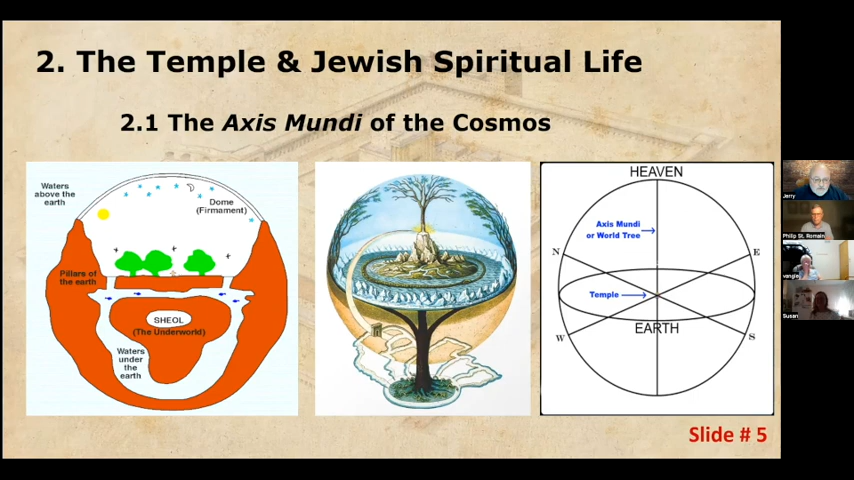 2. The Temple & Jewish Spiritual Life
2.1 The Axis Mundi of the Cosmos
Waters
above the
earth
Dome
(Firmament)
Pillars of
the earth
SHEOL
(The Underworld)
Waters
under
the
earth
HEAVEN
Axis Mundi
or World Tree
N
E
Temple
EARTH
W
S
Slide # 5
Jerry
Philip St. Romain
vangie
Susan